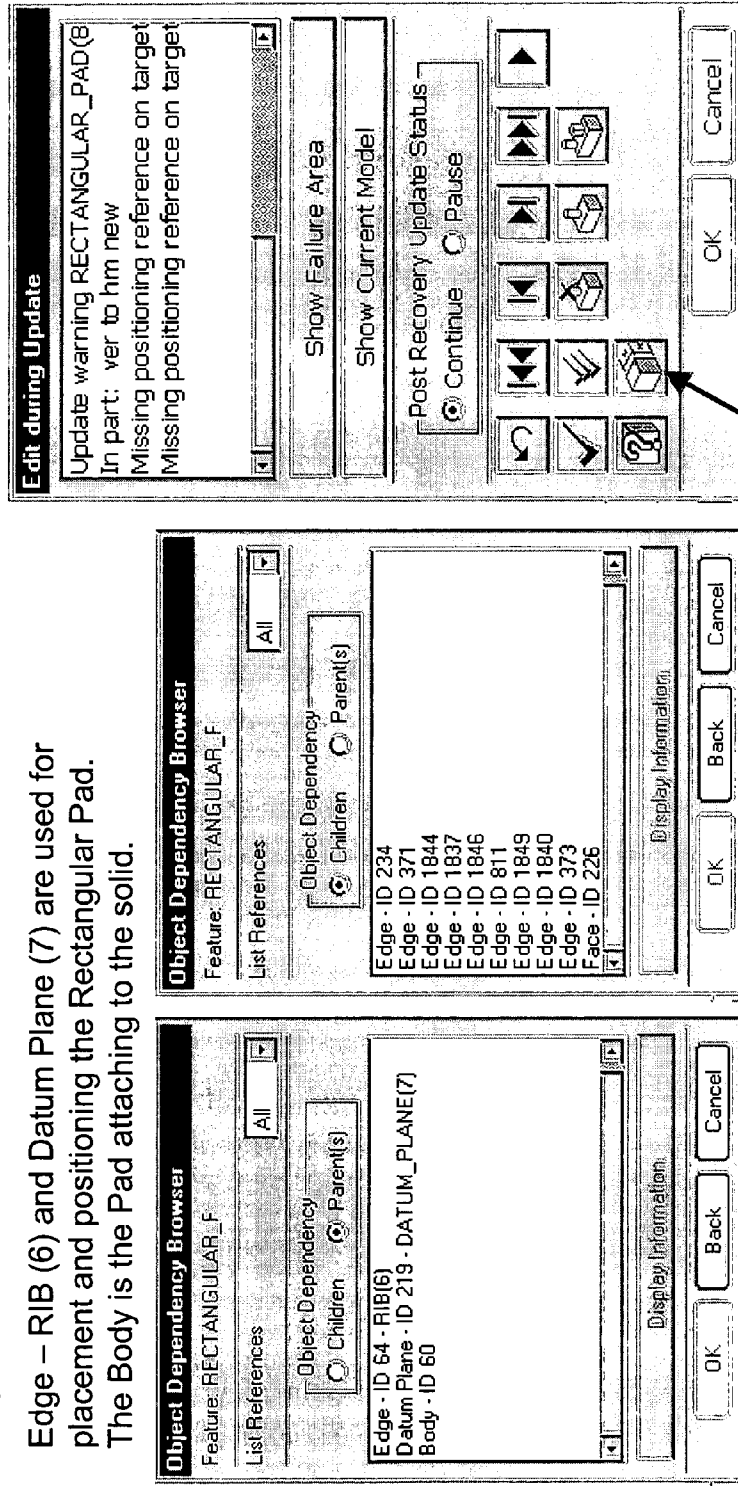 Edge – RIB (6) and Datum Plane (7) are used for
placement and positioning the Rectangular Pad.
The Body is the Pad attaching to the solid.
Object Dependency Browser
Feature: RECTANGULAR_F
List References
All
Object Dependency
Children
Parent(s)
Edge - ID 64 - RIB(6)
Datum Plane - ID 219 - DATUM_PLANE(7)
Body - ID 60
Display Information
OK
Back
Cancel
Object Dependency Browser
Feature: RECTANGULAR_F
List References
All
Object Dependency
Children
Parent(s)
Edge - ID 234
Edge - ID 371
Edge - ID 1844
Edge - ID 1837
Edge - ID 1846
Edge - ID 811
Edge - ID 1849
Edge - ID 1840
Edge - ID 373
Face - ID 226
Display Information
OK
Back
Cancel
Edit during Update
Update warning RECTANGULAR_PAD(8
In part: ver to hm new
Missing positioning reference on target
Missing positioning reference on target
Show Failure Area
Show Current Model
Post Recovery Update Status
Continue
Pause
OK
Cancel